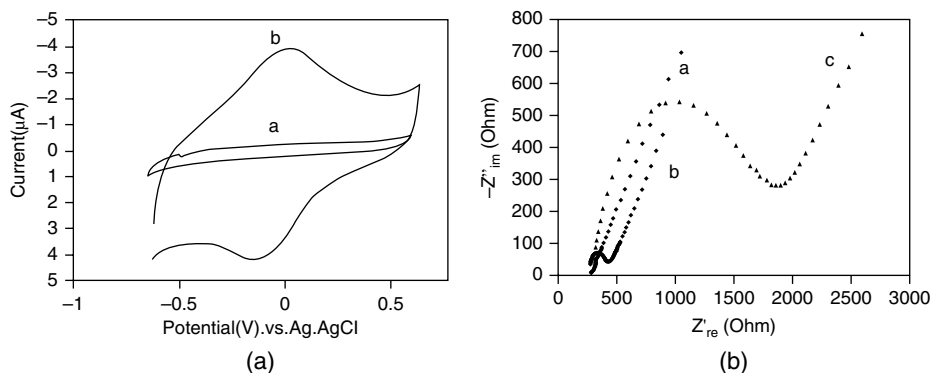 −5
−4
−3
−2
−1
0
1
2
3
4
5
Current(μA)
b
a
−1
−0.5
0
0.5
Potential(V).vs.Ag.AgCl
(a)
800
700
600
500
400
300
200
100
0
−Z''im (Ohm)
a
b
c
0
500
1000
1500
2000
2500
3000
Z're (Ohm)
(b)